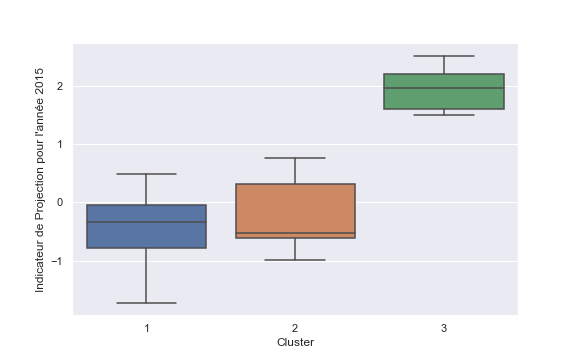 Indicateur de Projection pour l'année 2015
2
1
0
−1
1 2 3
Cluster